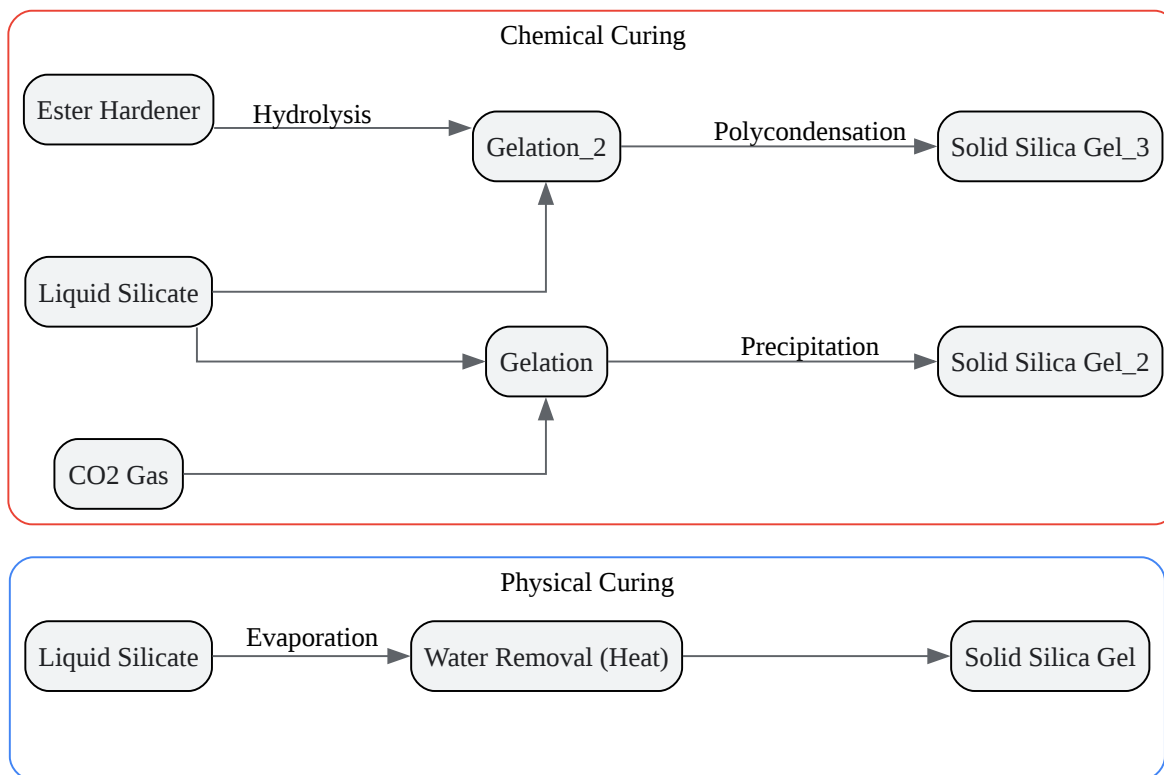 Chemical Curing
Ester Hardener
Hydrolysis
Gelation_2
Polycondensation
Solid Silica Gel_3
Liquid Silicate
Gelation
Precipitation
Solid Silica Gel_2
CO2 Gas
Physical Curing
Liquid Silicate
Evaporation
Water Removal (Heat)
Solid Silica Gel